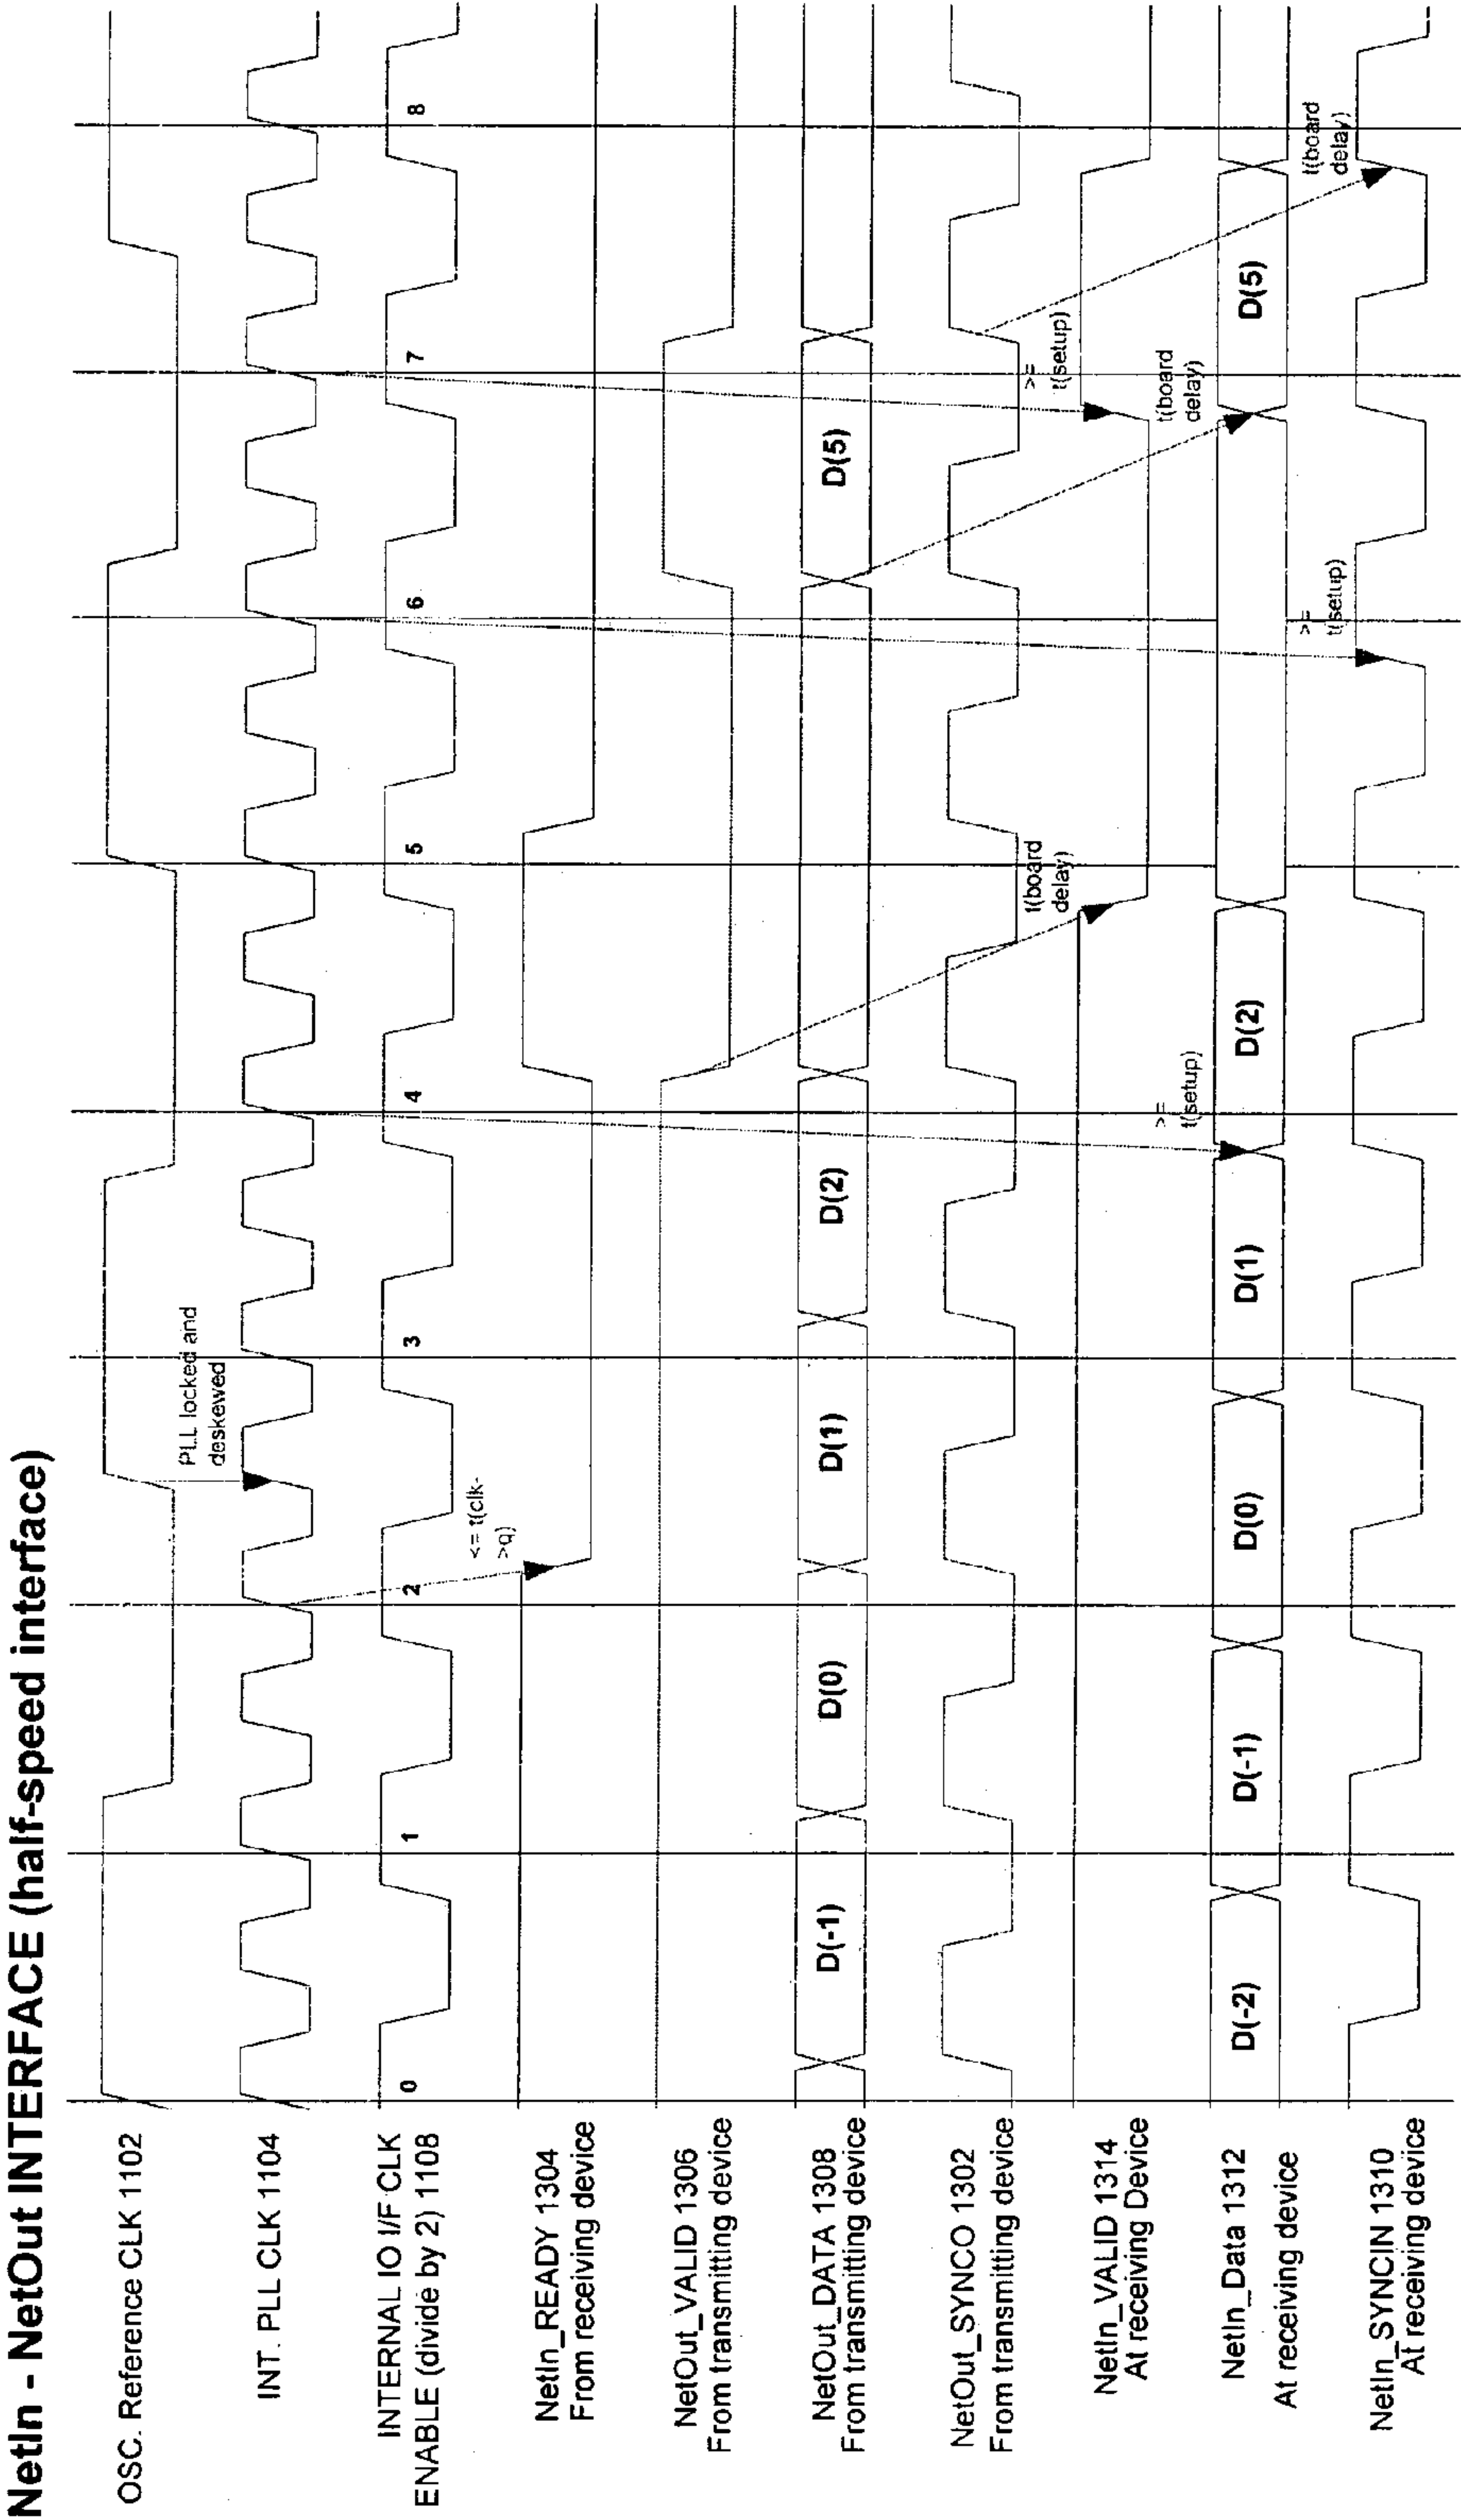 NetIn - NetOut INTERFACE (half-speed interface)
OSC. Reference CLK 1102
PLL locked and
deskewed
INT. PLL CLK 1104
INTERNAL IO I/F CLK
ENABLE (divide by 2) 1108
0 1 2 3 4 5 6 7 8
<= t(clk-
>q)
NetIn_READY 1304
From receiving device
NetOut_VALID 1306
From transmitting device
NetOut_DATA 1308
From transmitting device
D(-1) D(0) D(1) D(2) D(5)
NetOut_SYNCO 1302
From transmitting device
t(board
delay)
>=
t(setup)
NetIn_VALID 1314
At receiving Device
>=
t(setup)
t(board
delay)
NetIn_Data 1312
At receiving device
D(-2) D(-1) D(0) D(1) D(2) D(5)
>=
t(setup)
t(board
delay)
NetIn_SYNCIN 1310
At receiving device